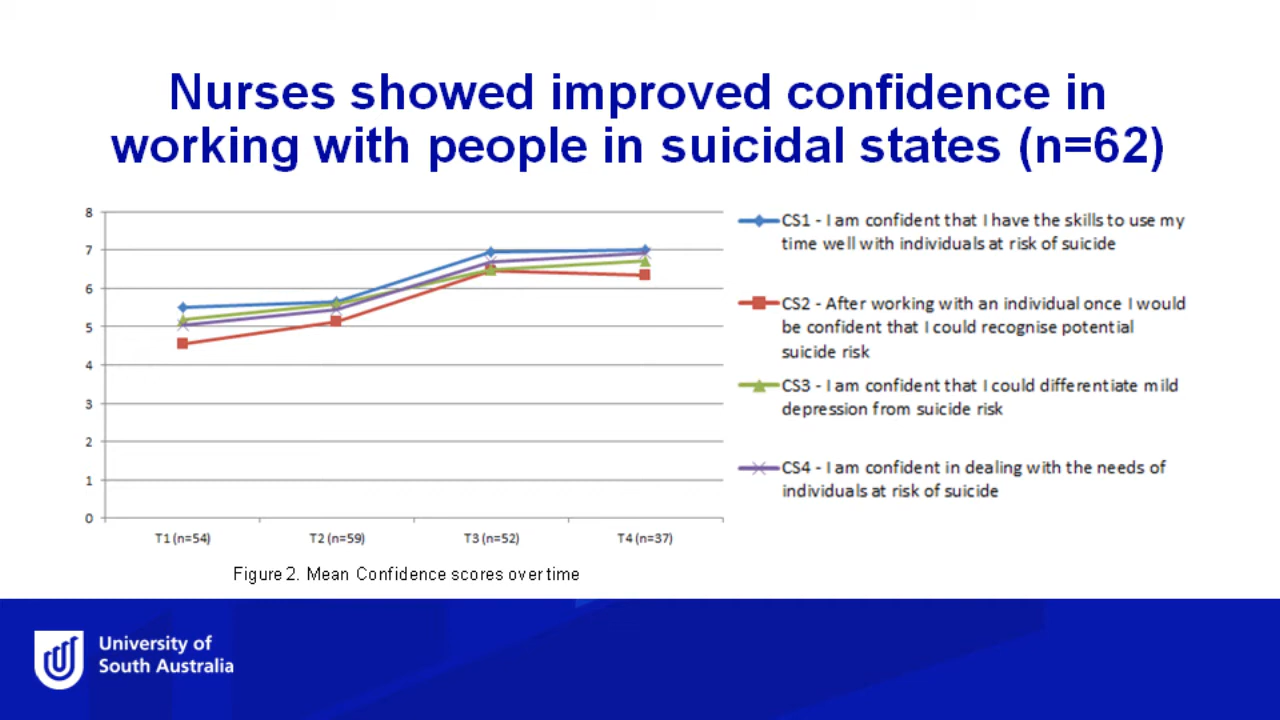 Nurses showed improved confidence in
working with people in suicidal states (n=62)
8
7
6
5
4
3
2
1
0
T1 (n=54)
T2 (n=59)
T3 (n=52)
T4 (n=37)
CS1 - I am confident that I have the skills to use my
time well with individuals at risk of suicide
CS2 - After working with an individual once I would
be confident that I could recognise potential
suicide risk
CS3 - I am confident that I could differentiate mild
depression from suicide risk
CS4 - I am confident in dealing with the needs of
individuals at risk of suicide
Figure 2. Mean Confidence scores over time
University of
South Australia